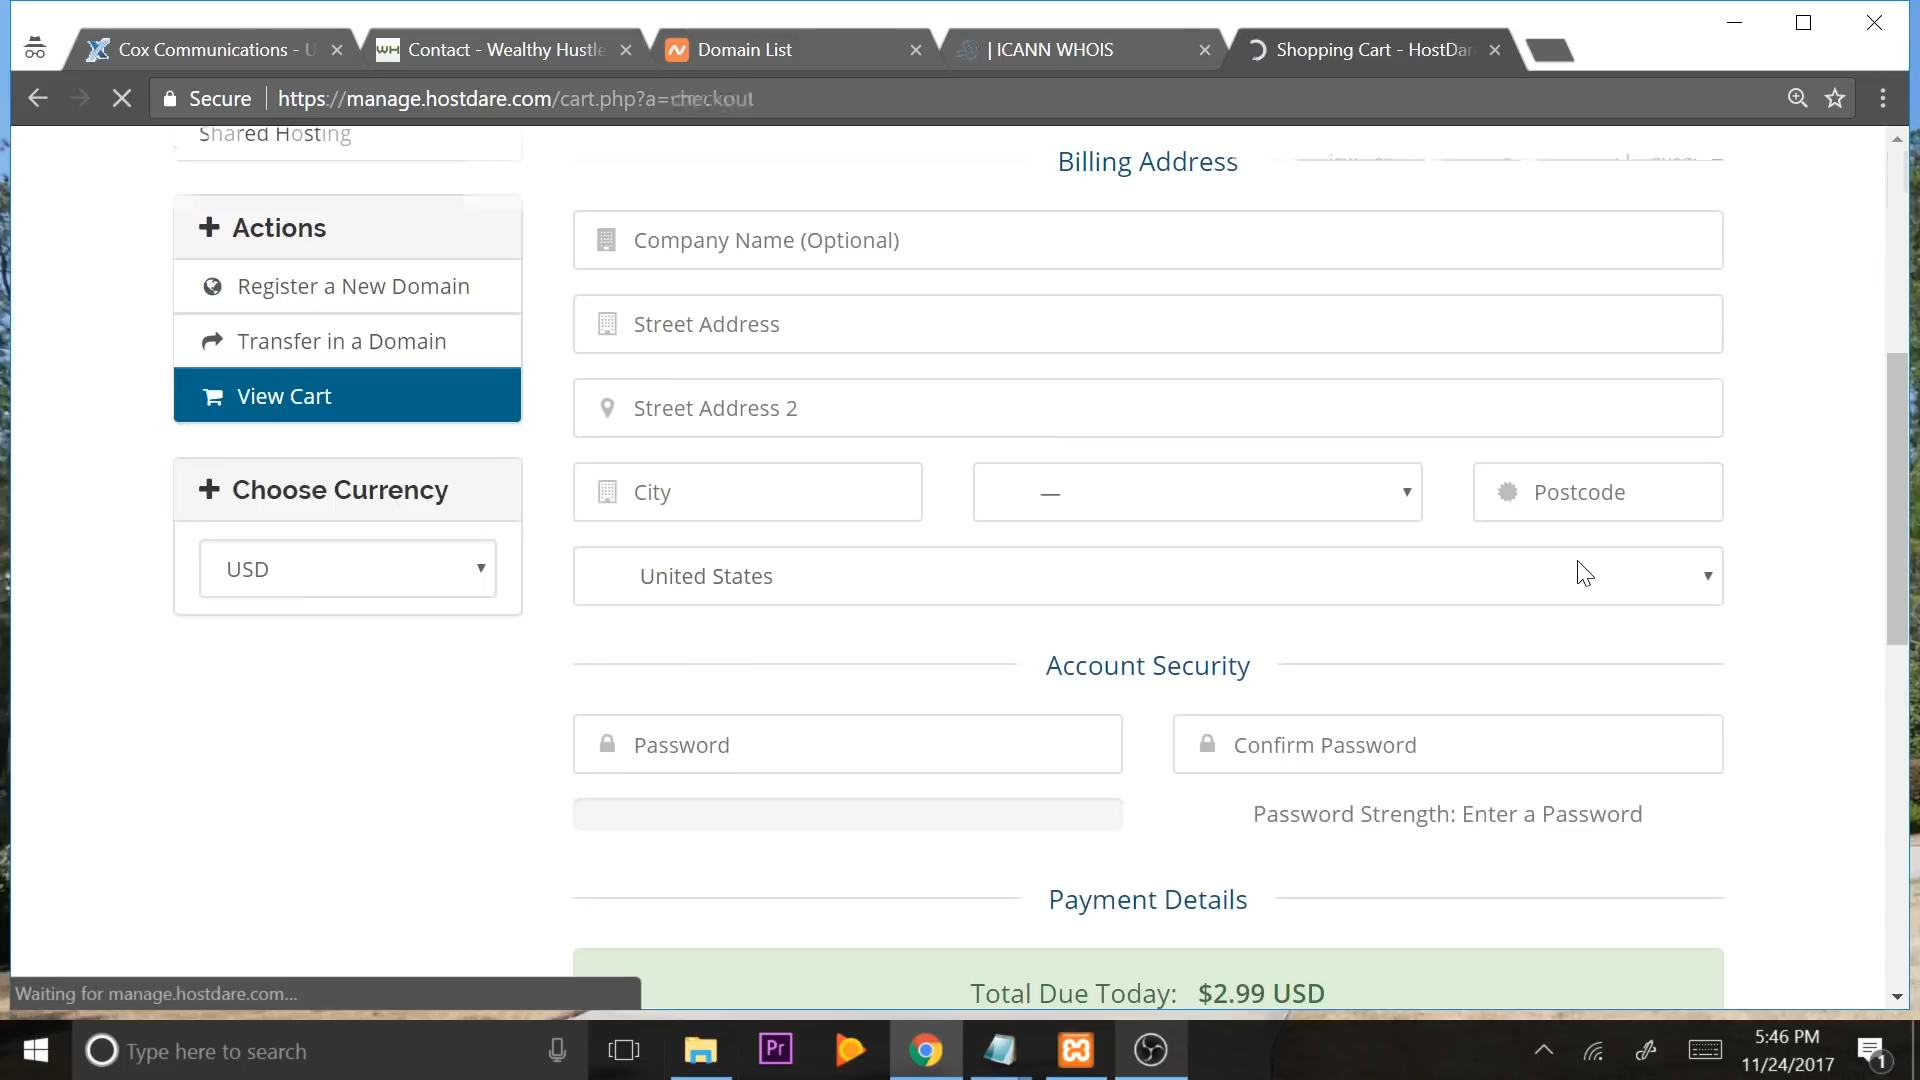 Cox Communications - U
Contact - Wealthy Hustle
Domain List
| ICANN WHOIS
Shopping Cart - HostDar
Secure
https://manage.hostdare.com/cart.php?a=checkout
Shared Hosting
Billing Address
Actions
Company Name (Optional)
Register a New Domain
Street Address
Transfer in a Domain
View Cart
Street Address 2
Choose Currency
City
—
Postcode
USD
United States
Account Security
Password
Confirm Password
Password Strength: Enter a Password
Payment Details
Total Due Today: $2.99 USD
Waiting for manage.hostdare.com...
Type here to search
Pr
5:46 PM
11/24/2017
1